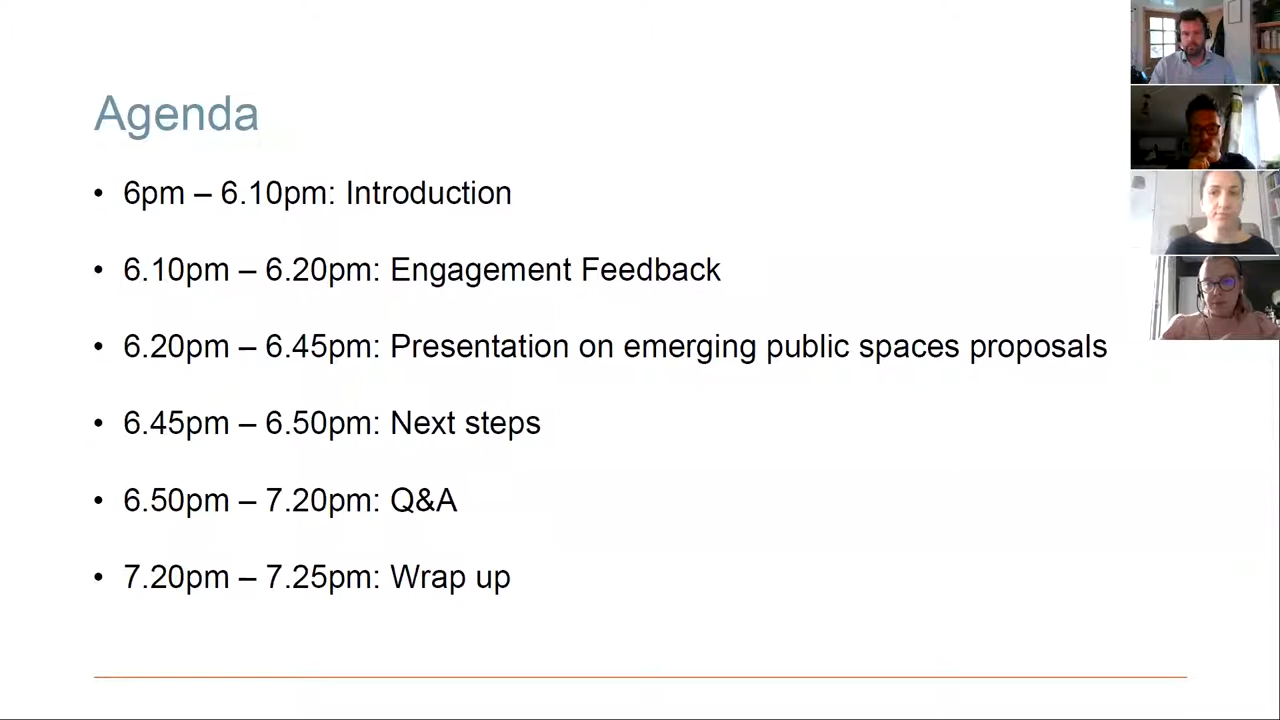 Agenda
• 6pm – 6.10pm: Introduction
• 6.10pm – 6.20pm: Engagement Feedback
• 6.20pm – 6.45pm: Presentation on emerging public spaces proposals
• 6.45pm – 6.50pm: Next steps
• 6.50pm – 7.20pm: Q&A
• 7.20pm – 7.25pm: Wrap up